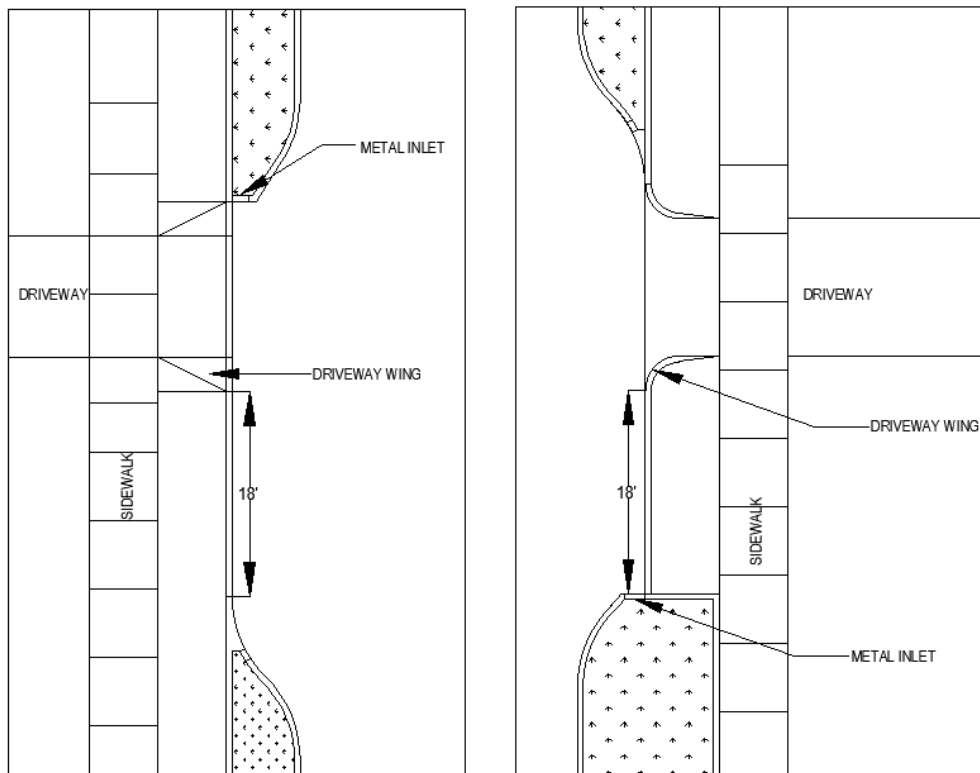 METAL INLET
DRIVEWAY
DRIVEWAY WING
SIDEWALK
18'
DRIVEWAY
DRIVEWAY WING
18'
SIDEWALK
METAL INLET